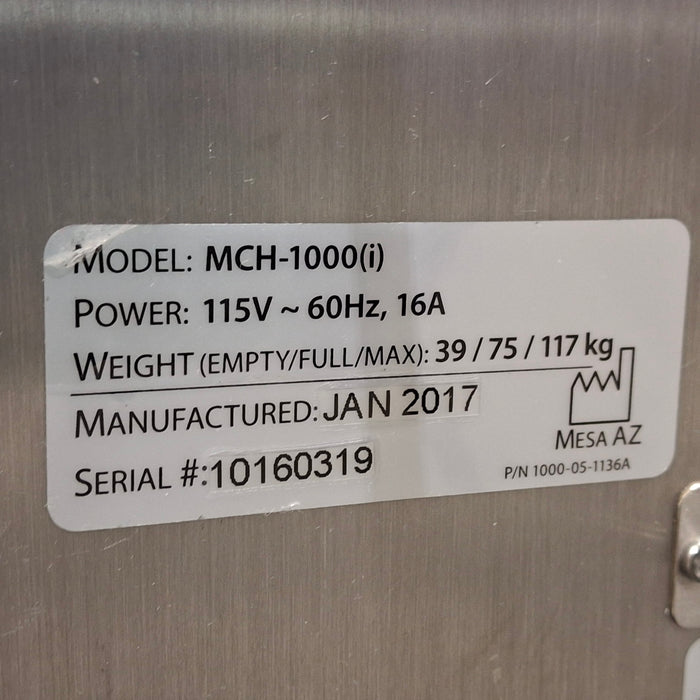 MODEL: MCH-1000(i)
POWER: 115V ~ 60Hz, 16A
WEIGHT (EMPTY/FULL/MAX): 39 / 75 / 117 kg
MANUFACTURED: JAN 2017
SERIAL #:10160319
MESA AZ
P/N 1000-05-1136A